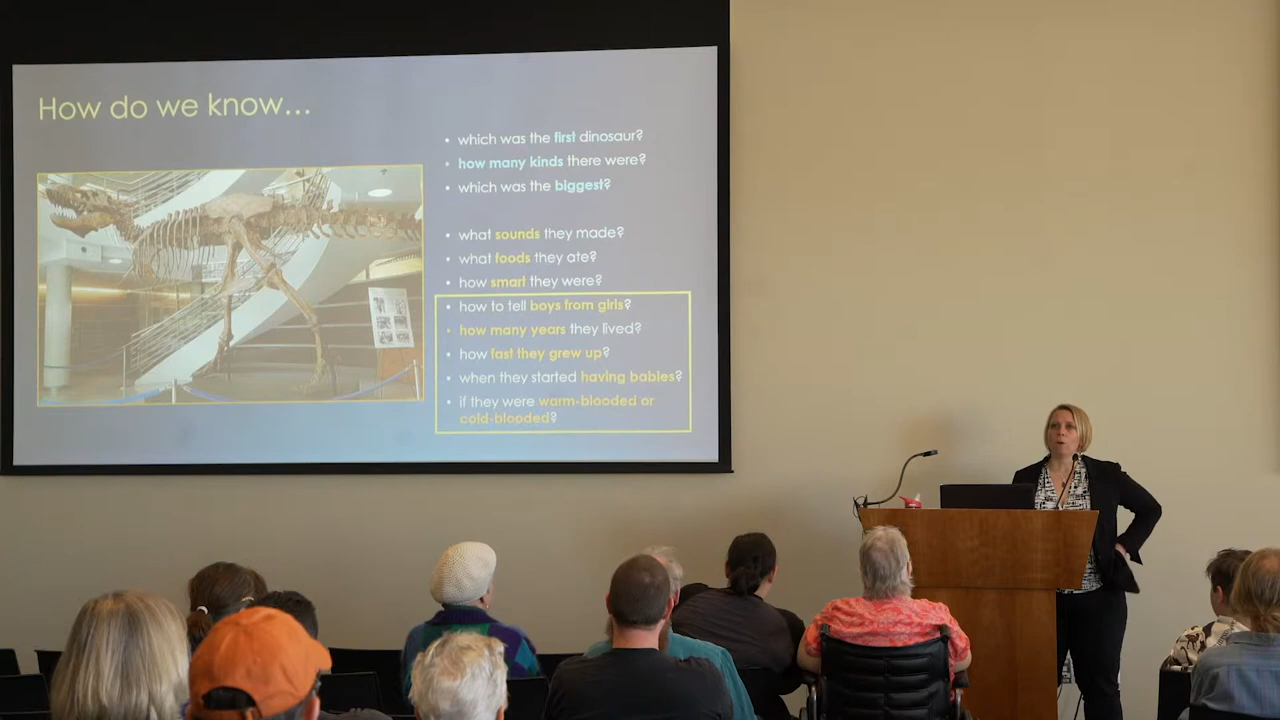 How do we know...
• which was the first dinosaur?
• how many kinds there were?
• which was the biggest?
• what sounds they made?
• what foods they ate?
• how smart they were?
• how to tell boys from girls?
• how many years they lived?
• how fast they grew up?
• when they started having babies?
• if they were warm-blooded or
cold-blooded?